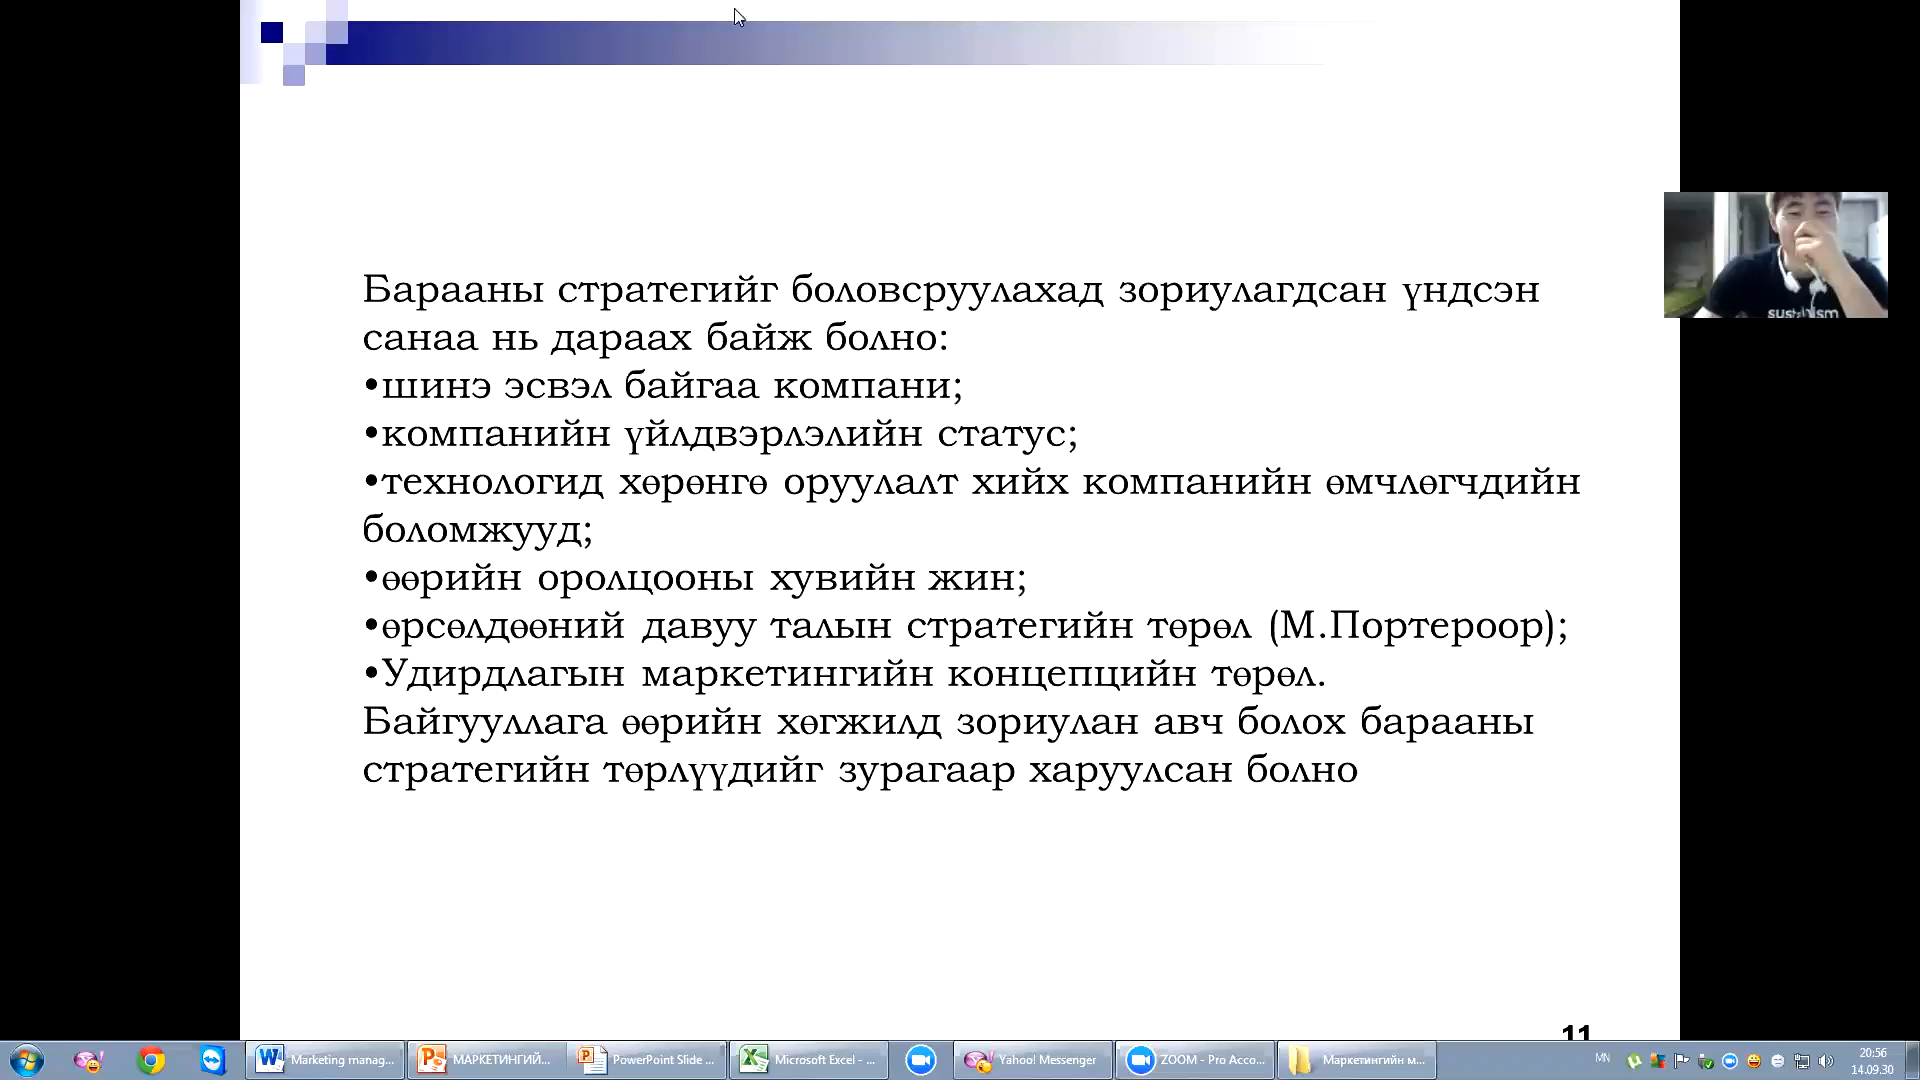 Барааны стратегийг боловсруулахад зориулагдсан үндсэн
санаа нь дараах байж болно:
•шинэ эсвэл байгаа компани;
•компанийн үйлдвэрлэлийн статус;
•технологид хөрөнгө оруулалт хийх компанийн өмчлөгчдийн
боломжууд;
•өөрийн оролцооны хувийн жин;
•өрсөлдөөний давуу талын стратегийн төрөл (М.Портероор);
•Удирдлагын маркетингийн концепцийн төрөл.
Байгууллага өөрийн хөгжилд зориулан авч болох барааны
стратегийн төрлүүдийг зурагаар харуулсан болно
11
Marketing manag...
МАРКЕТИНГИЙ...
PowerPoint Slide ...
Microsoft Excel - ...
Yahoo! Messenger
ZOOM - Pro Acco...
Маркетингийн м...
MN
20:56
14.09.30